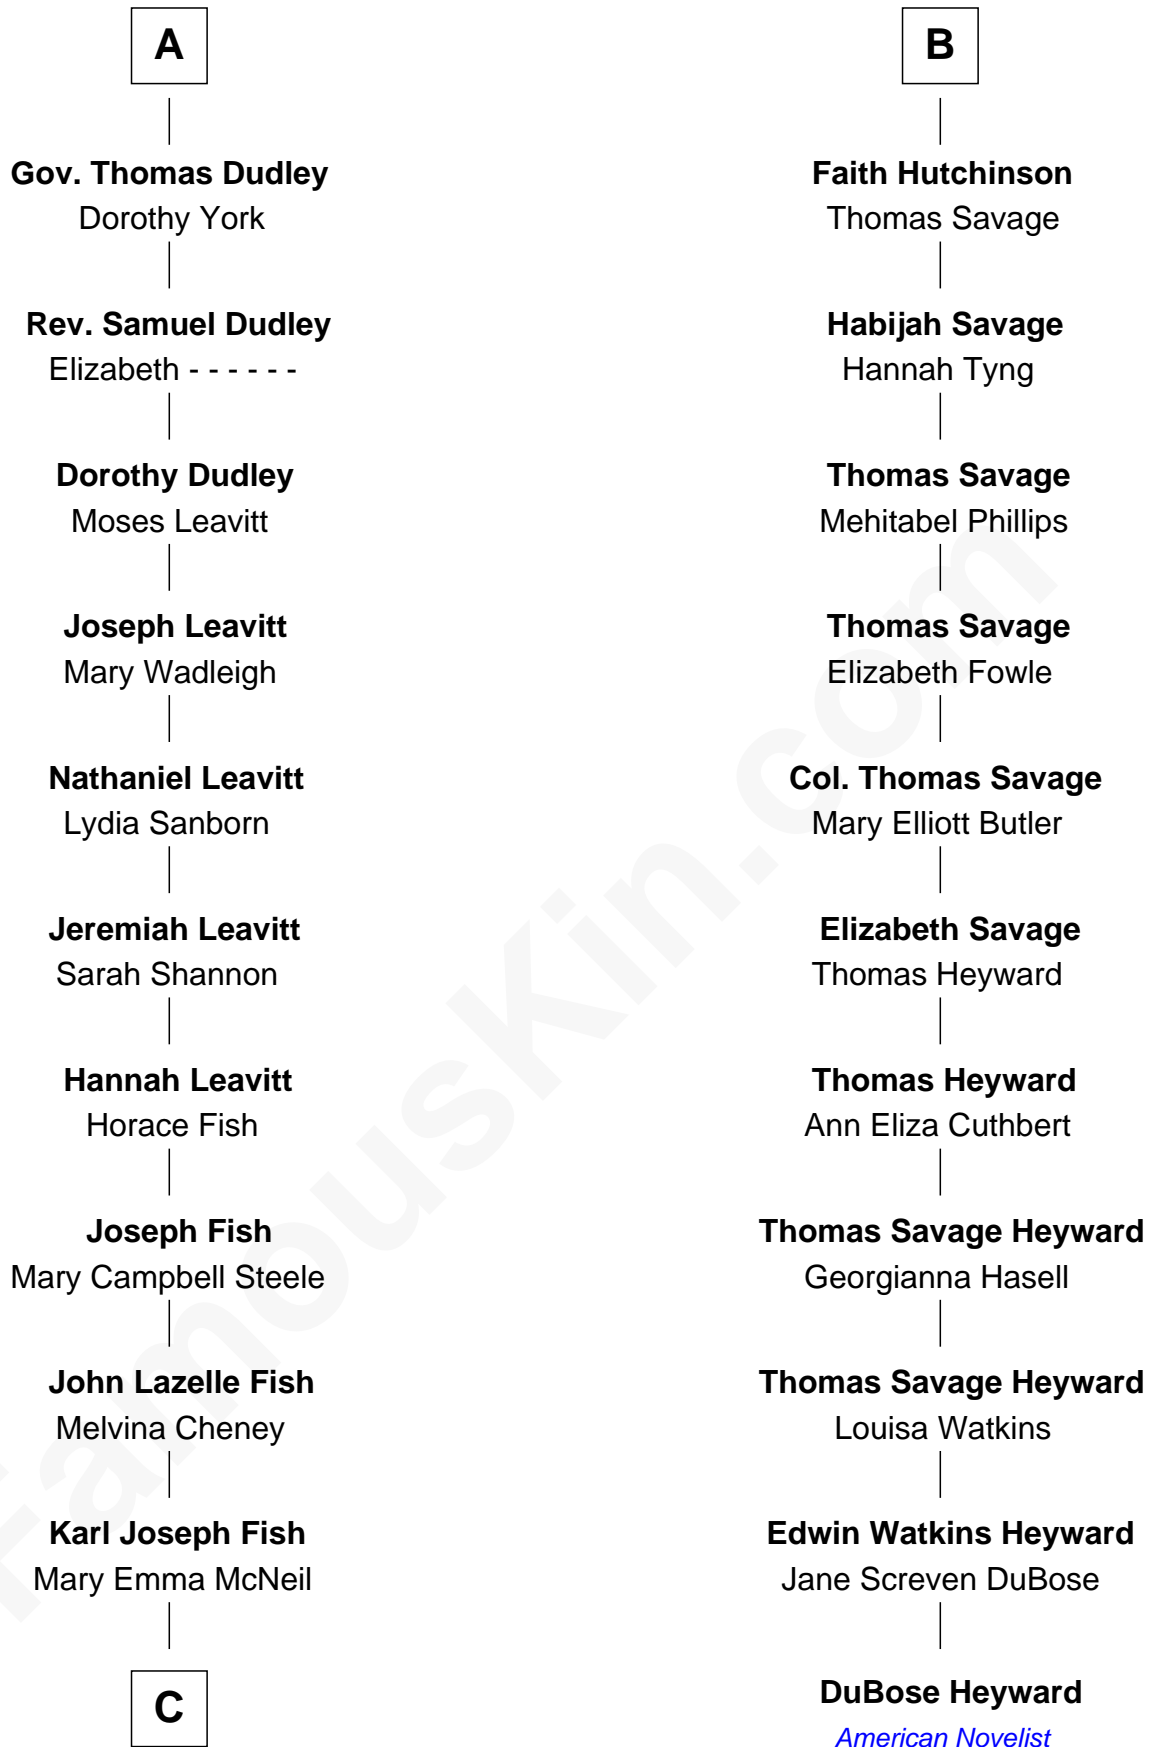 A
Gov. Thomas Dudley
Dorothy York
Rev. Samuel Dudley
Elizabeth - - - - - -
Dorothy Dudley
Moses Leavitt
Joseph Leavitt
Mary Wadleigh
Nathaniel Leavitt
Lydia Sanborn
Jeremiah Leavitt
Sarah Shannon
Hannah Leavitt
Horace Fish
Joseph Fish
Mary Campbell Steele
John Lazelle Fish
Melvina Cheney
Karl Joseph Fish
Mary Emma McNeil
C
B
Faith Hutchinson
Thomas Savage
Habijah Savage
Hannah Tyng
Thomas Savage
Mehitabel Phillips
Thomas Savage
Elizabeth Fowle
Col. Thomas Savage
Mary Elliott Butler
Elizabeth Savage
Thomas Heyward
Thomas Heyward
Ann Eliza Cuthbert
Thomas Savage Heyward
Georgianna Hasell
Thomas Savage Heyward
Louisa Watkins
Edwin Watkins Heyward
Jane Screven DuBose
DuBose Heyward
American Novelist
FamousKin.com